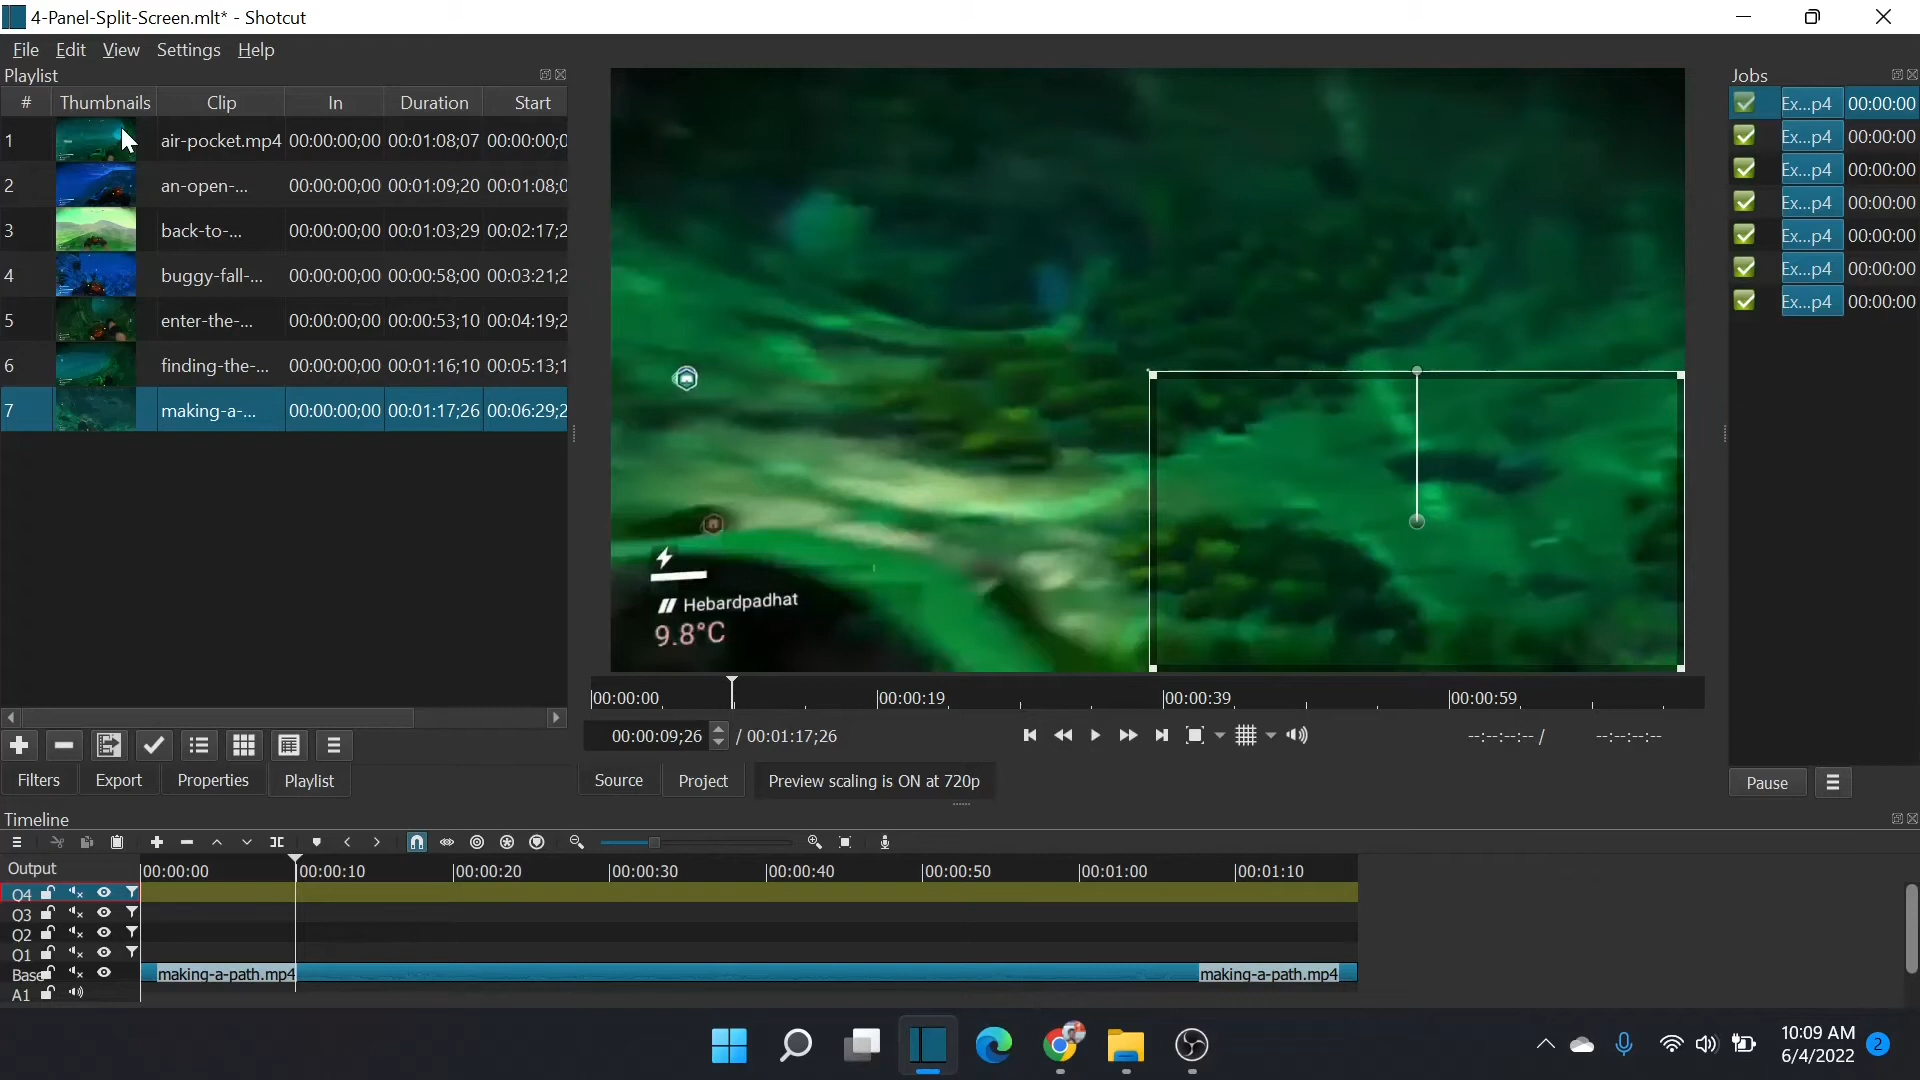 4-Panel-Split-Screen.mlt* - Shotcut
File Edit View Settings Help
Playlist
# Thumbnails Clip In Duration Start
1 air-pocket.mp4 00:00:00;00 00:01:08;07 00:00:00;0
2 an-open-... 00:00:00;00 00:01:09;20 00:01:08;0
3 back-to-... 00:00:00;00 00:01:03;29 00:02:17;2
4 buggy-fall-... 00:00:00;00 00:00:58;00 00:03:21;2
5 enter-the-... 00:00:00;00 00:00:53;10 00:04:19;2
6 finding-the-... 00:00:00;00 00:01:16;10 00:05:13;1
7 making-a-... 00:00:00;00 00:01:17;26 00:06:29;2
Filters Export Properties Playlist
Hebardpadhat
9.8°C
00:00:00 00:00:19 00:00:39 00:00:59
00:00:09;26 / 00:01:17;26 --:--:--:-- / --:--:--:--
Source Project Preview scaling is ON at 720p
Jobs
Ex...p4 00:00:00
Ex...p4 00:00:00
Ex...p4 00:00:00
Ex...p4 00:00:00
Ex...p4 00:00:00
Ex...p4 00:00:00
Ex...p4 00:00:00
Pause
Timeline
Output 00:00:00 00:00:10 00:00:20 00:00:30 00:00:40 00:00:50 00:01:00 00:01:10
Q4
Q3
Q2
Q1
Base making-a-path.mp4 making-a-path.mp4
A1
10:09 AM
6/4/2022 2